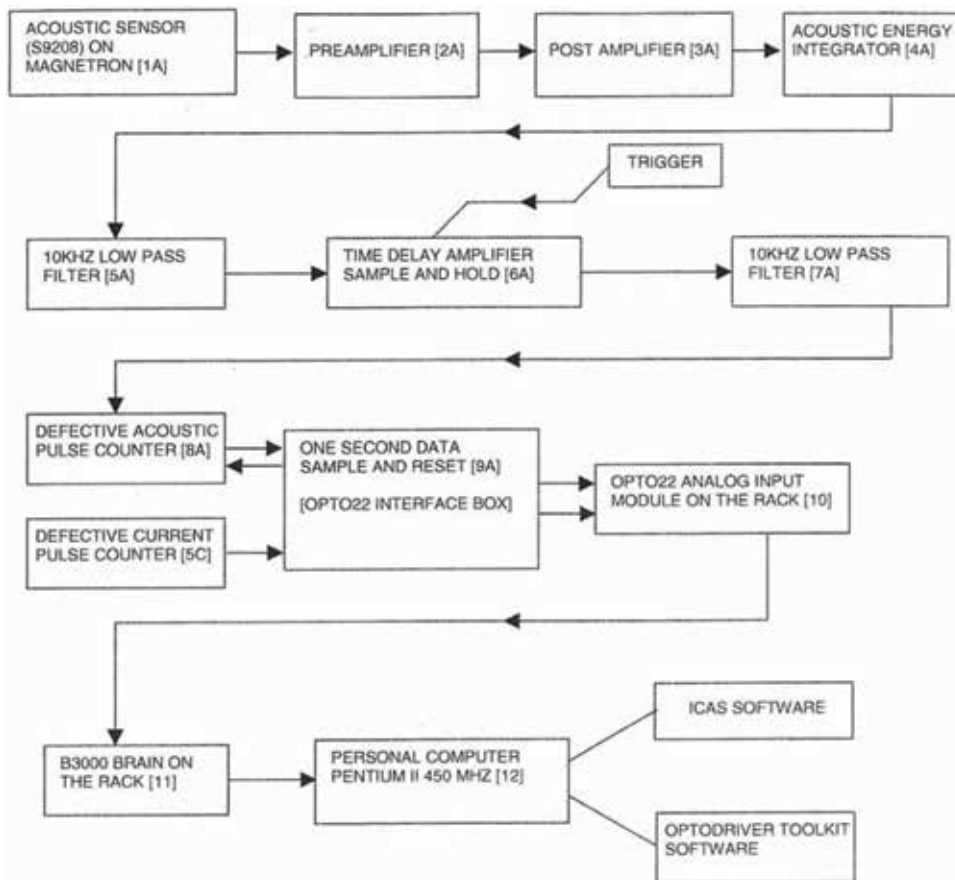 ACOUSTIC SENSOR
(S9208) ON
MAGNETRON [1A]
PREAMPLIFIER [2A]
POST AMPLIFIER [3A]
ACOUSTIC ENERGY
INTEGRATOR [4A]
TRIGGER
10KHZ LOW PASS
FILTER [5A]
TIME DELAY AMPLIFIER
SAMPLE AND HOLD [6A]
10KHZ LOW PASS
FILTER [7A]
DEFECTIVE ACOUSTIC
PULSE COUNTER [8A]
ONE SECOND DATA
SAMPLE AND RESET [9A]
[OPTO22 INTERFACE BOX]
OPTO22 ANALOG INPUT
MODULE ON THE RACK [10]
DEFECTIVE CURRENT
PULSE COUNTER [5C]
ICAS SOFTWARE
B3000 BRAIN ON
THE RACK [11]
PERSONAL COMPUTER
PENTIUM II 450 MHZ [12]
OPTODRIVER TOOLKIT
SOFTWARE